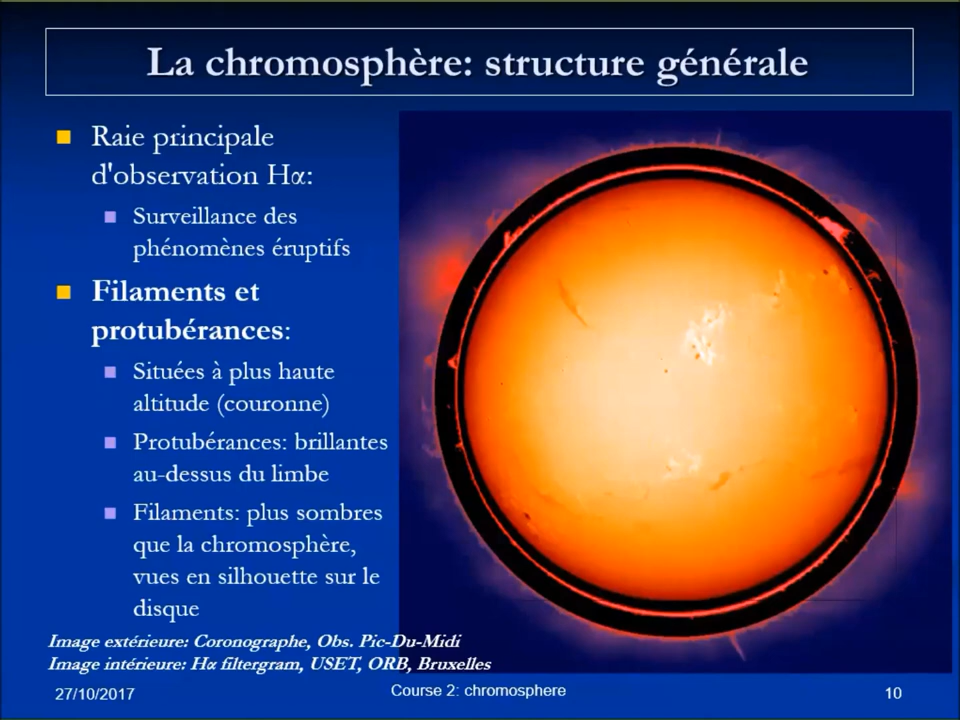 La chromosphère: structure générale
Raie principale
d'observation Hα:
Surveillance des
phénomènes éruptifs
Filaments et
protubérances:
Situées à plus haute
altitude (couronne)
Protubérances: brillantes
au-dessus du limbe
Filaments: plus sombres
que la chromosphère,
vues en silhouette sur le
disque
Image extérieure: Coronographe, Obs. Pic-Du-Midi
Image intérieure: Hα filtergram, USET, ORB, Bruxelles
27/10/2017
Course 2: chromosphere
10